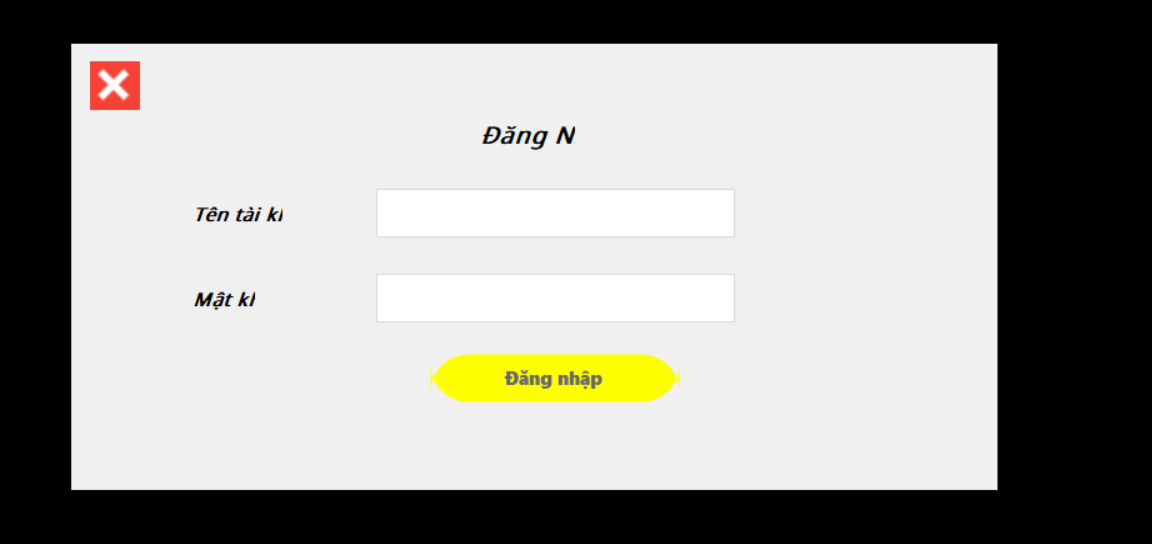 Đăng N
Tên tài k
Mật k
Đăng nhập